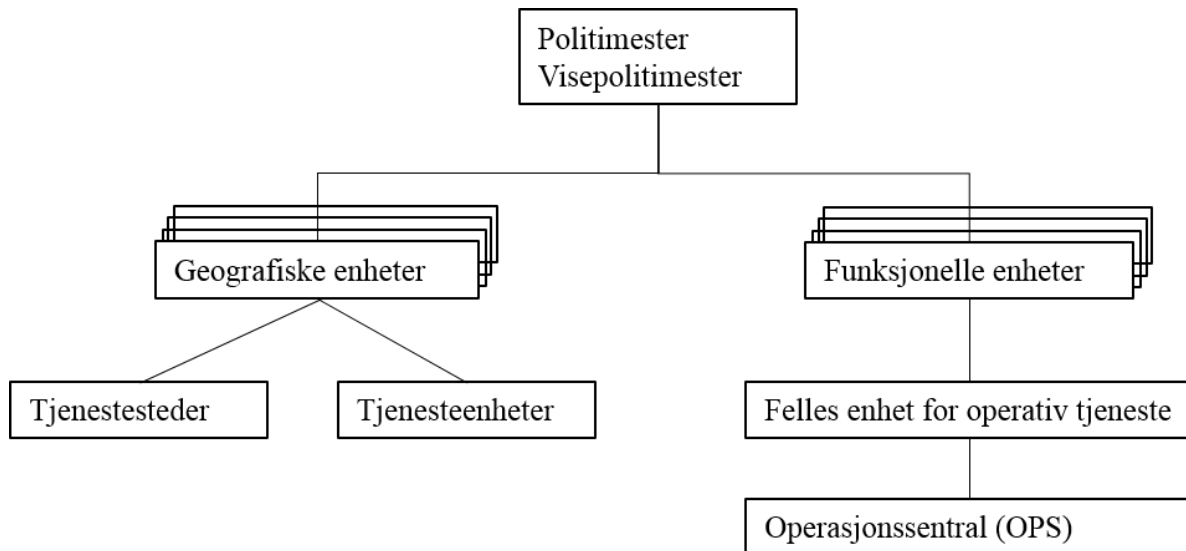 Politimester
Visepolitimester
Geografiske enheter
Funksjonelle enheter
Tjenestesteder
Tjenesteenheter
Felles enhet for operativ tjeneste
Operasjonssentral (OPS)